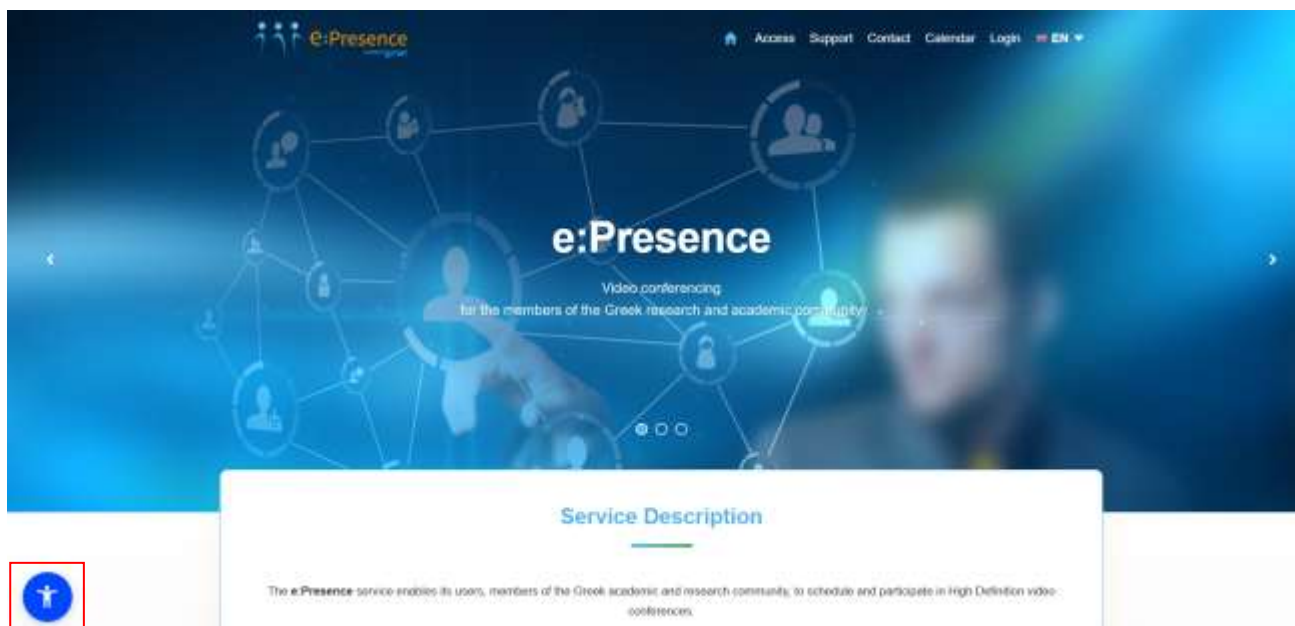 e:Presence
Access Support Contact Calendar Login EN
e:Presence
Video conferencing
for the members of the Greek research and academic community
Service Description
The e:Presence service enables its users, members of the Greek academic and research community, to schedule and participate in High Definition video
conferences.